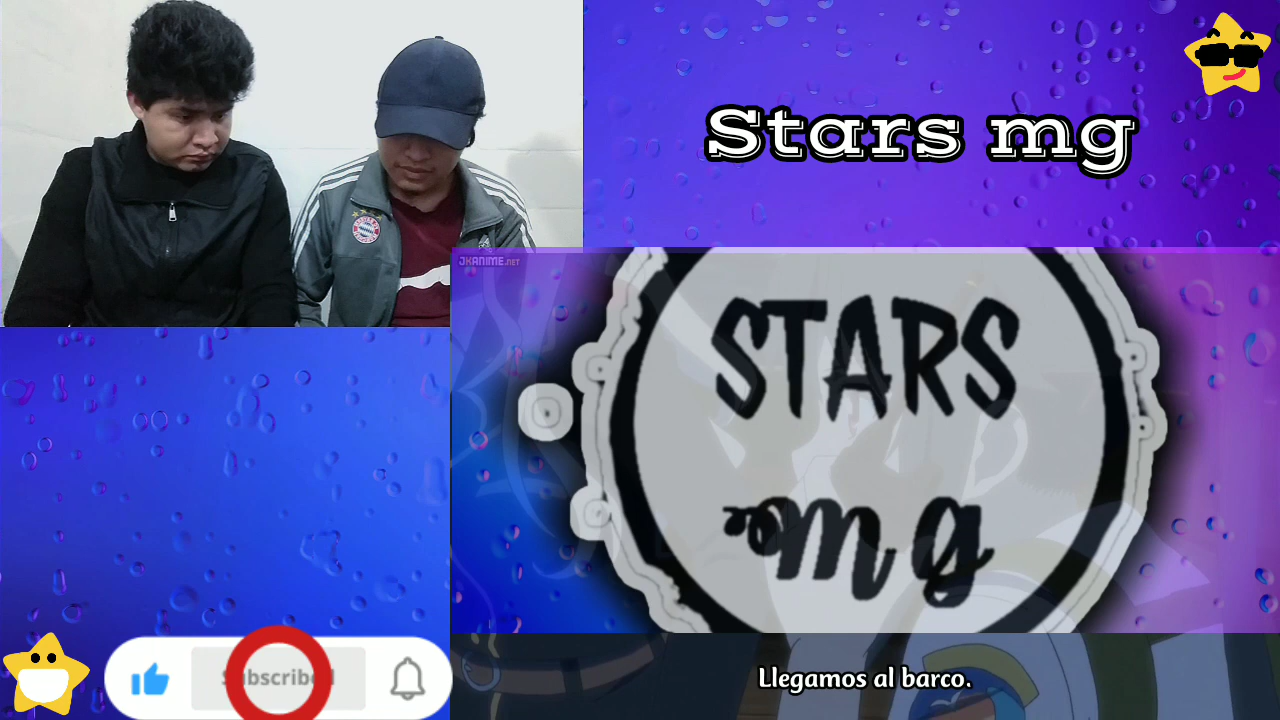 Stars mg
JKANIME.NET
STARS
mg
Subscribed
Llegamos al barco.